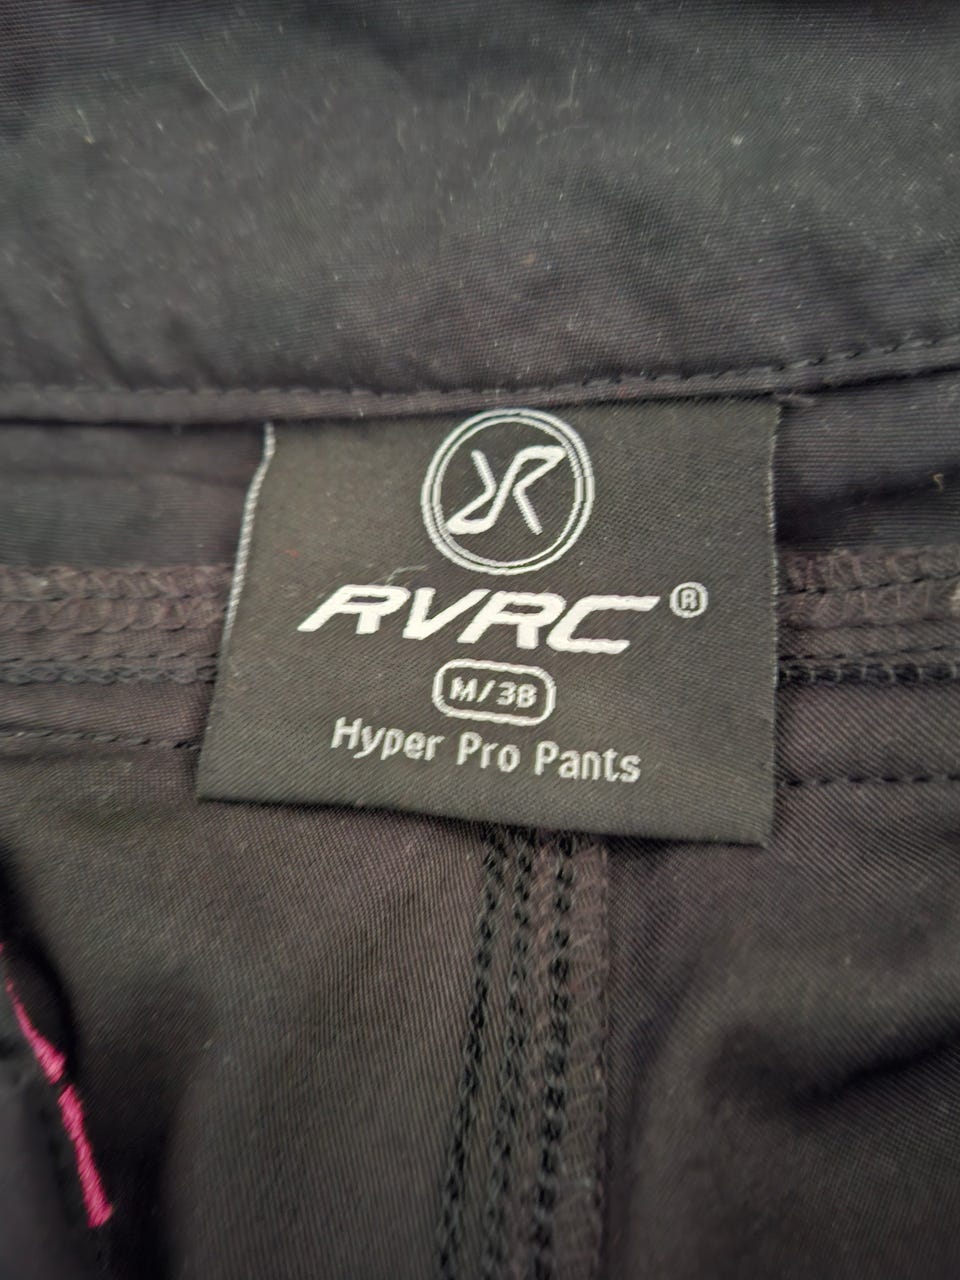 RVRC®
M/38
Hyper Pro Pants